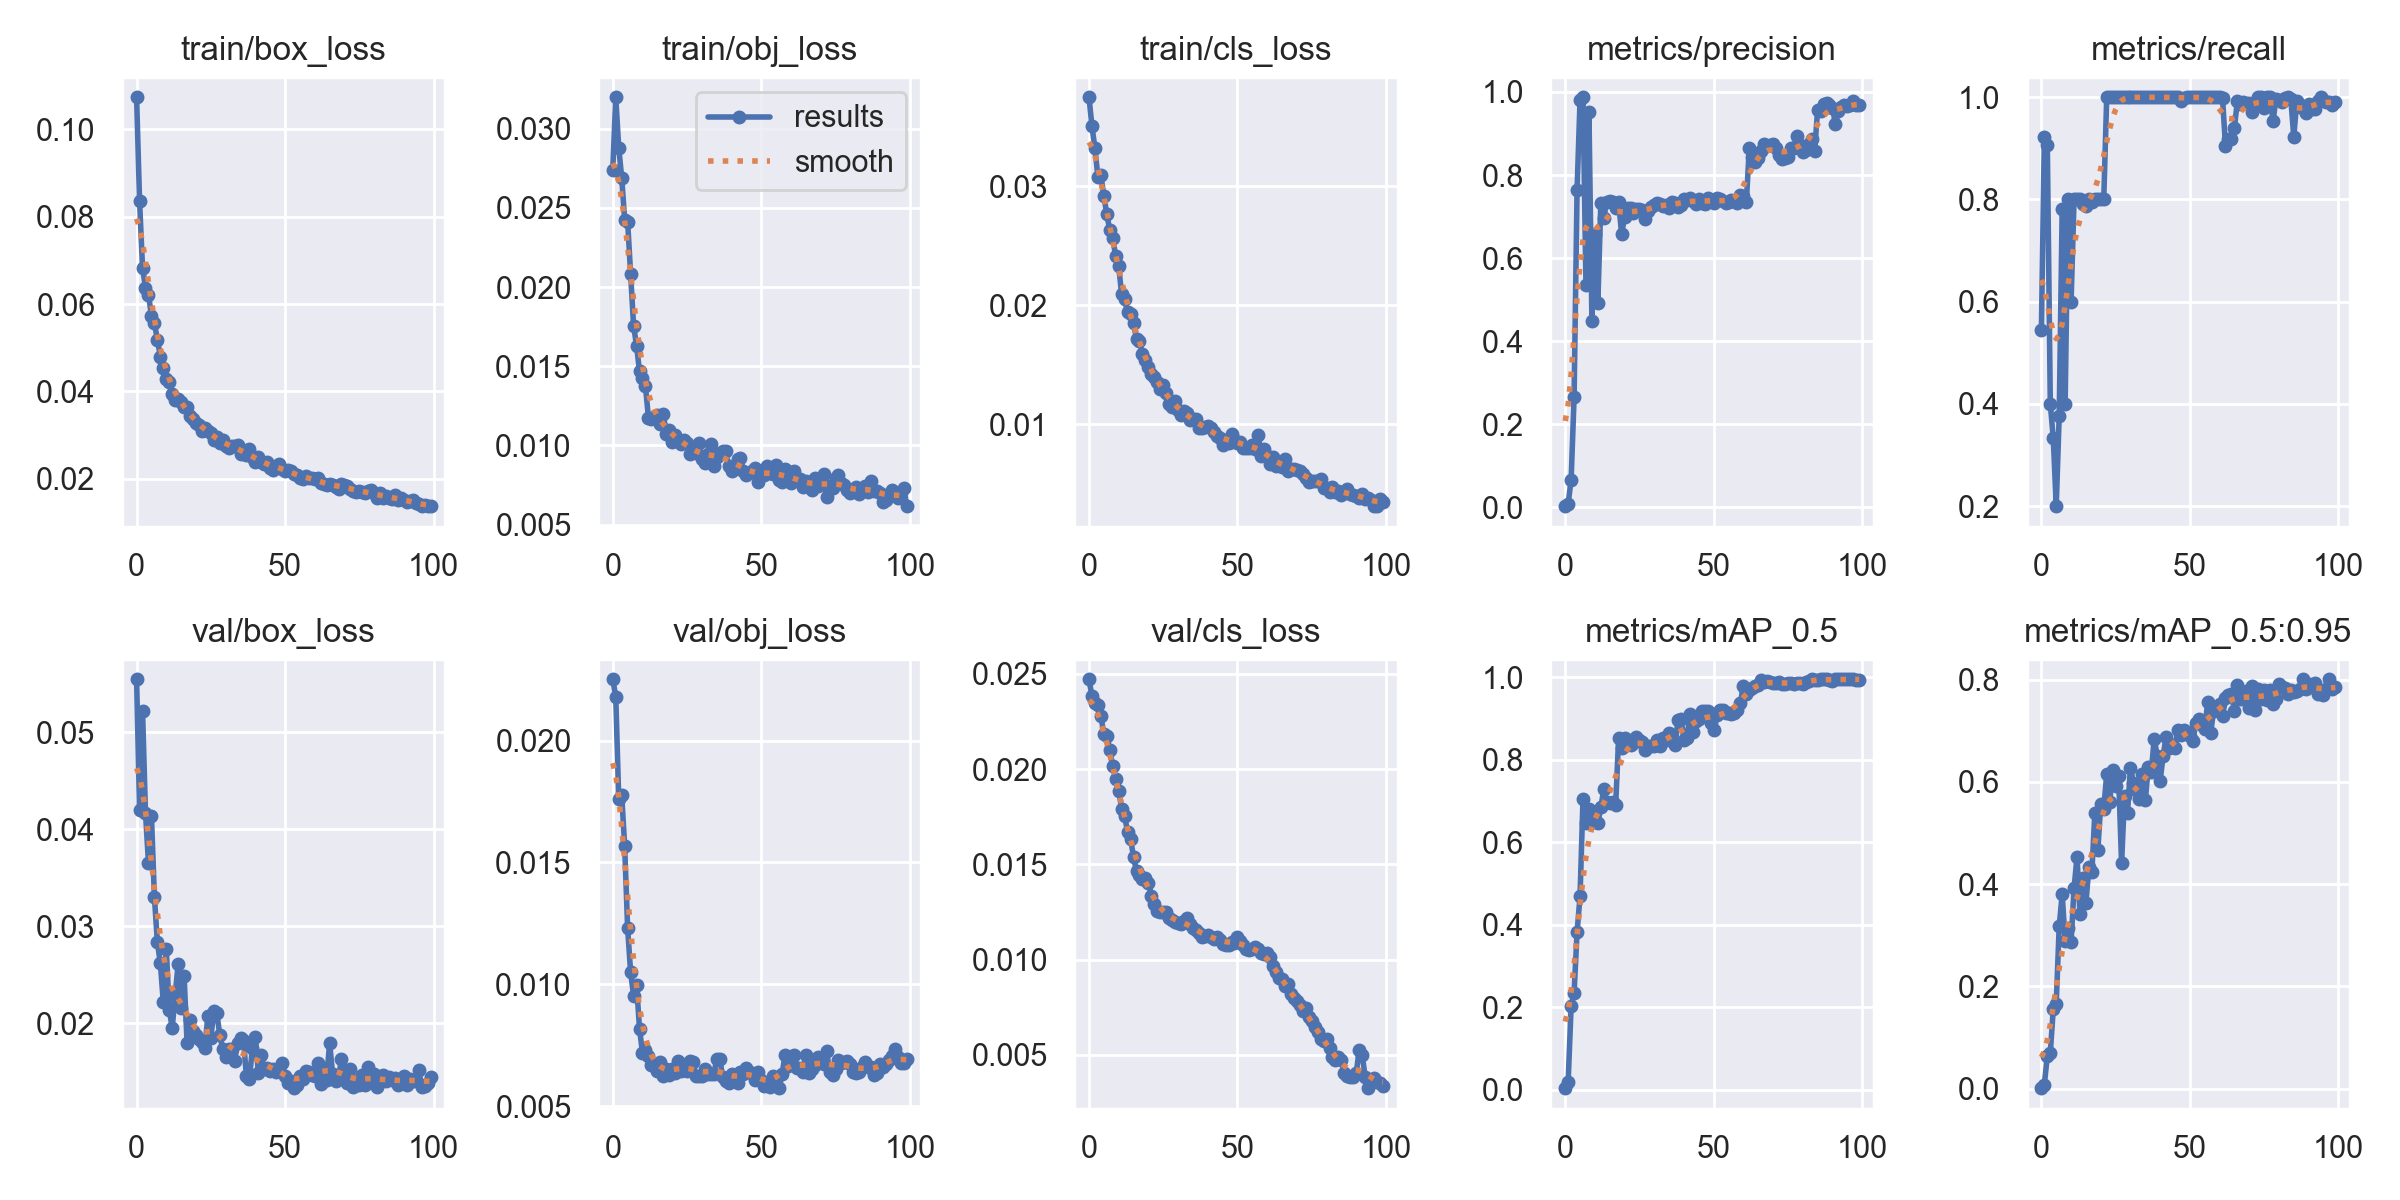 train/box_loss
0.10
0.08
0.06
0.04
0.02
0 50 100
train/obj_loss
results
smooth
0.030
0.025
0.020
0.015
0.010
0.005
0 50 100
train/cls_loss
0.03
0.02
0.01
0 50 100
metrics/precision
1.0
0.8
0.6
0.4
0.2
0.0
0 50 100
metrics/recall
1.0
0.8
0.6
0.4
0.2
0 50 100
val/box_loss
0.05
0.04
0.03
0.02
0 50 100
val/obj_loss
0.020
0.015
0.010
0.005
0 50 100
val/cls_loss
0.025
0.020
0.015
0.010
0.005
0 50 100
metrics/mAP_0.5
1.0
0.8
0.6
0.4
0.2
0.0
0 50 100
metrics/mAP_0.5:0.95
0.8
0.6
0.4
0.2
0.0
0 50 100